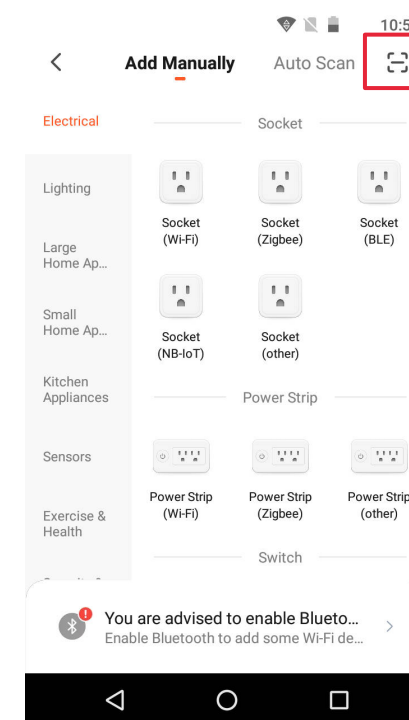 10:5
Add Manually
Auto Scan
Electrical
Socket
Lighting
Socket
(Wi-Fi)
Socket
(Zigbee)
Socket
(BLE)
Large
Home Ap...
Small
Home Ap...
Socket
(NB-IoT)
Socket
(other)
Kitchen
Appliances
Power Strip
Sensors
Power Strip
(Wi-Fi)
Power Strip
(Zigbee)
Power Strip
(other)
Exercise &
Health
Switch
You are advised to enable Blueto...
Enable Bluetooth to add some Wi-Fi de...